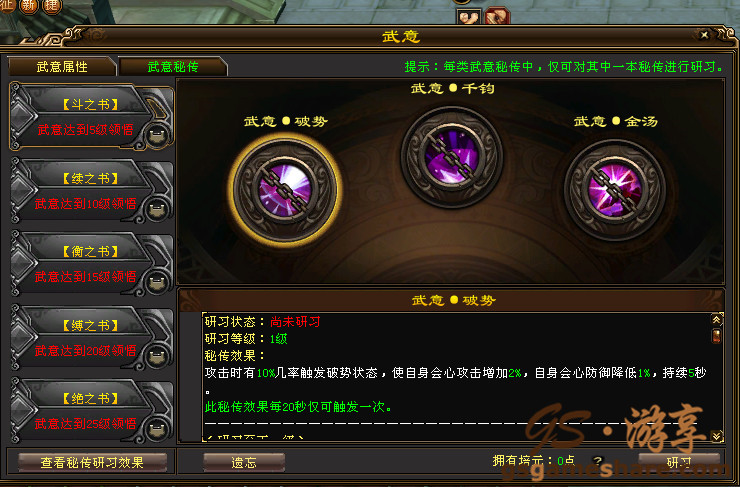 征 新 捷
武意
武意属性
武意秘传
提示：每类武意秘传中，仅可对其中一本秘传进行研习。
【斗之书】
武意达到5级领悟
【续之书】
武意达到10级领悟
【衡之书】
武意达到15级领悟
【缚之书】
武意达到20级领悟
【绝之书】
武意达到25级领悟
武意●破势
武意●千钧
武意●金汤
武意●破势
研习状态：尚未研习
研习等级：1级
秘传效果：
攻击时有10%几率触发破势状态，使自身会心攻击增加2%，自身会心防御降低1%，持续5秒
。
此秘传效果每20秒仅可触发一次。
查看秘传研习效果
遗忘
拥有培元：0点
?
研习
GS·游享
gsgameshare.com